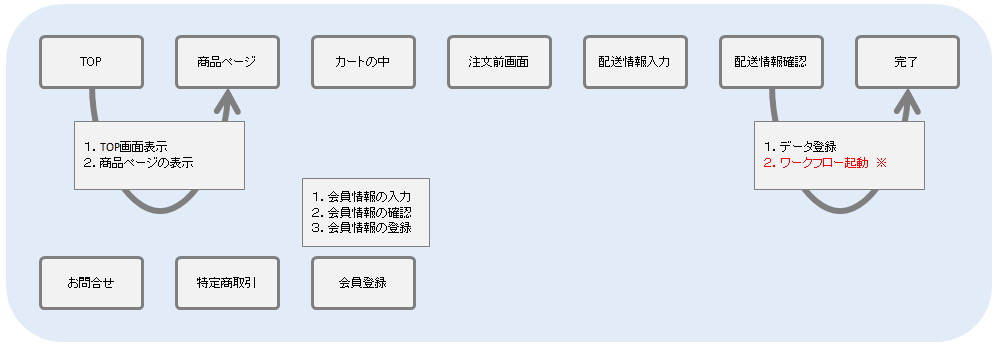 TOP
商品ページ
カートの中
注文前画面
配送情報入力
配送情報確認
完了
1. TOP画面表示
2. 商品ページの表示
1. データ登録
2. ワークフロー起動 ※
1. 会員情報の入力
2. 会員情報の確認
3. 会員情報の登録
お問合せ
特定商取引
会員登録